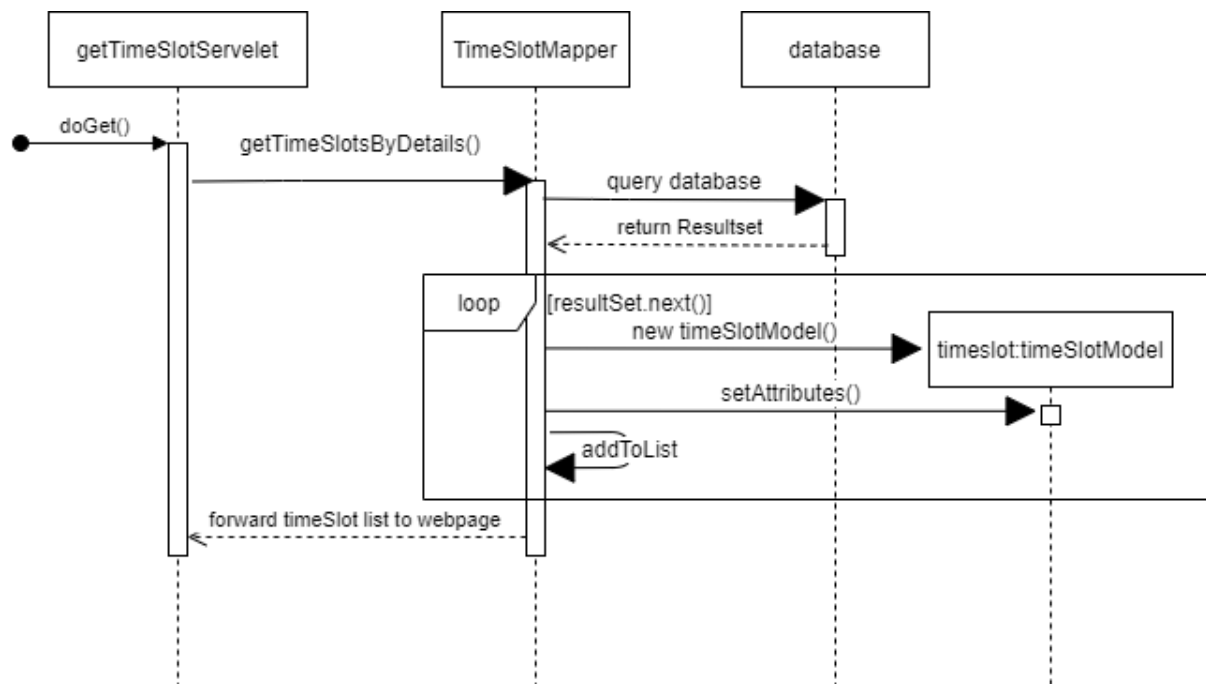 getTimeSlotServelet
TimeSlotMapper
database
doGet()
getTimeSlotsByDetails()
query database
return Resultset
loop
[resultSet.next()]
new timeSlotModel()
timeslot:timeSlotModel
setAttributes()
addToList
forward timeSlot list to webpage